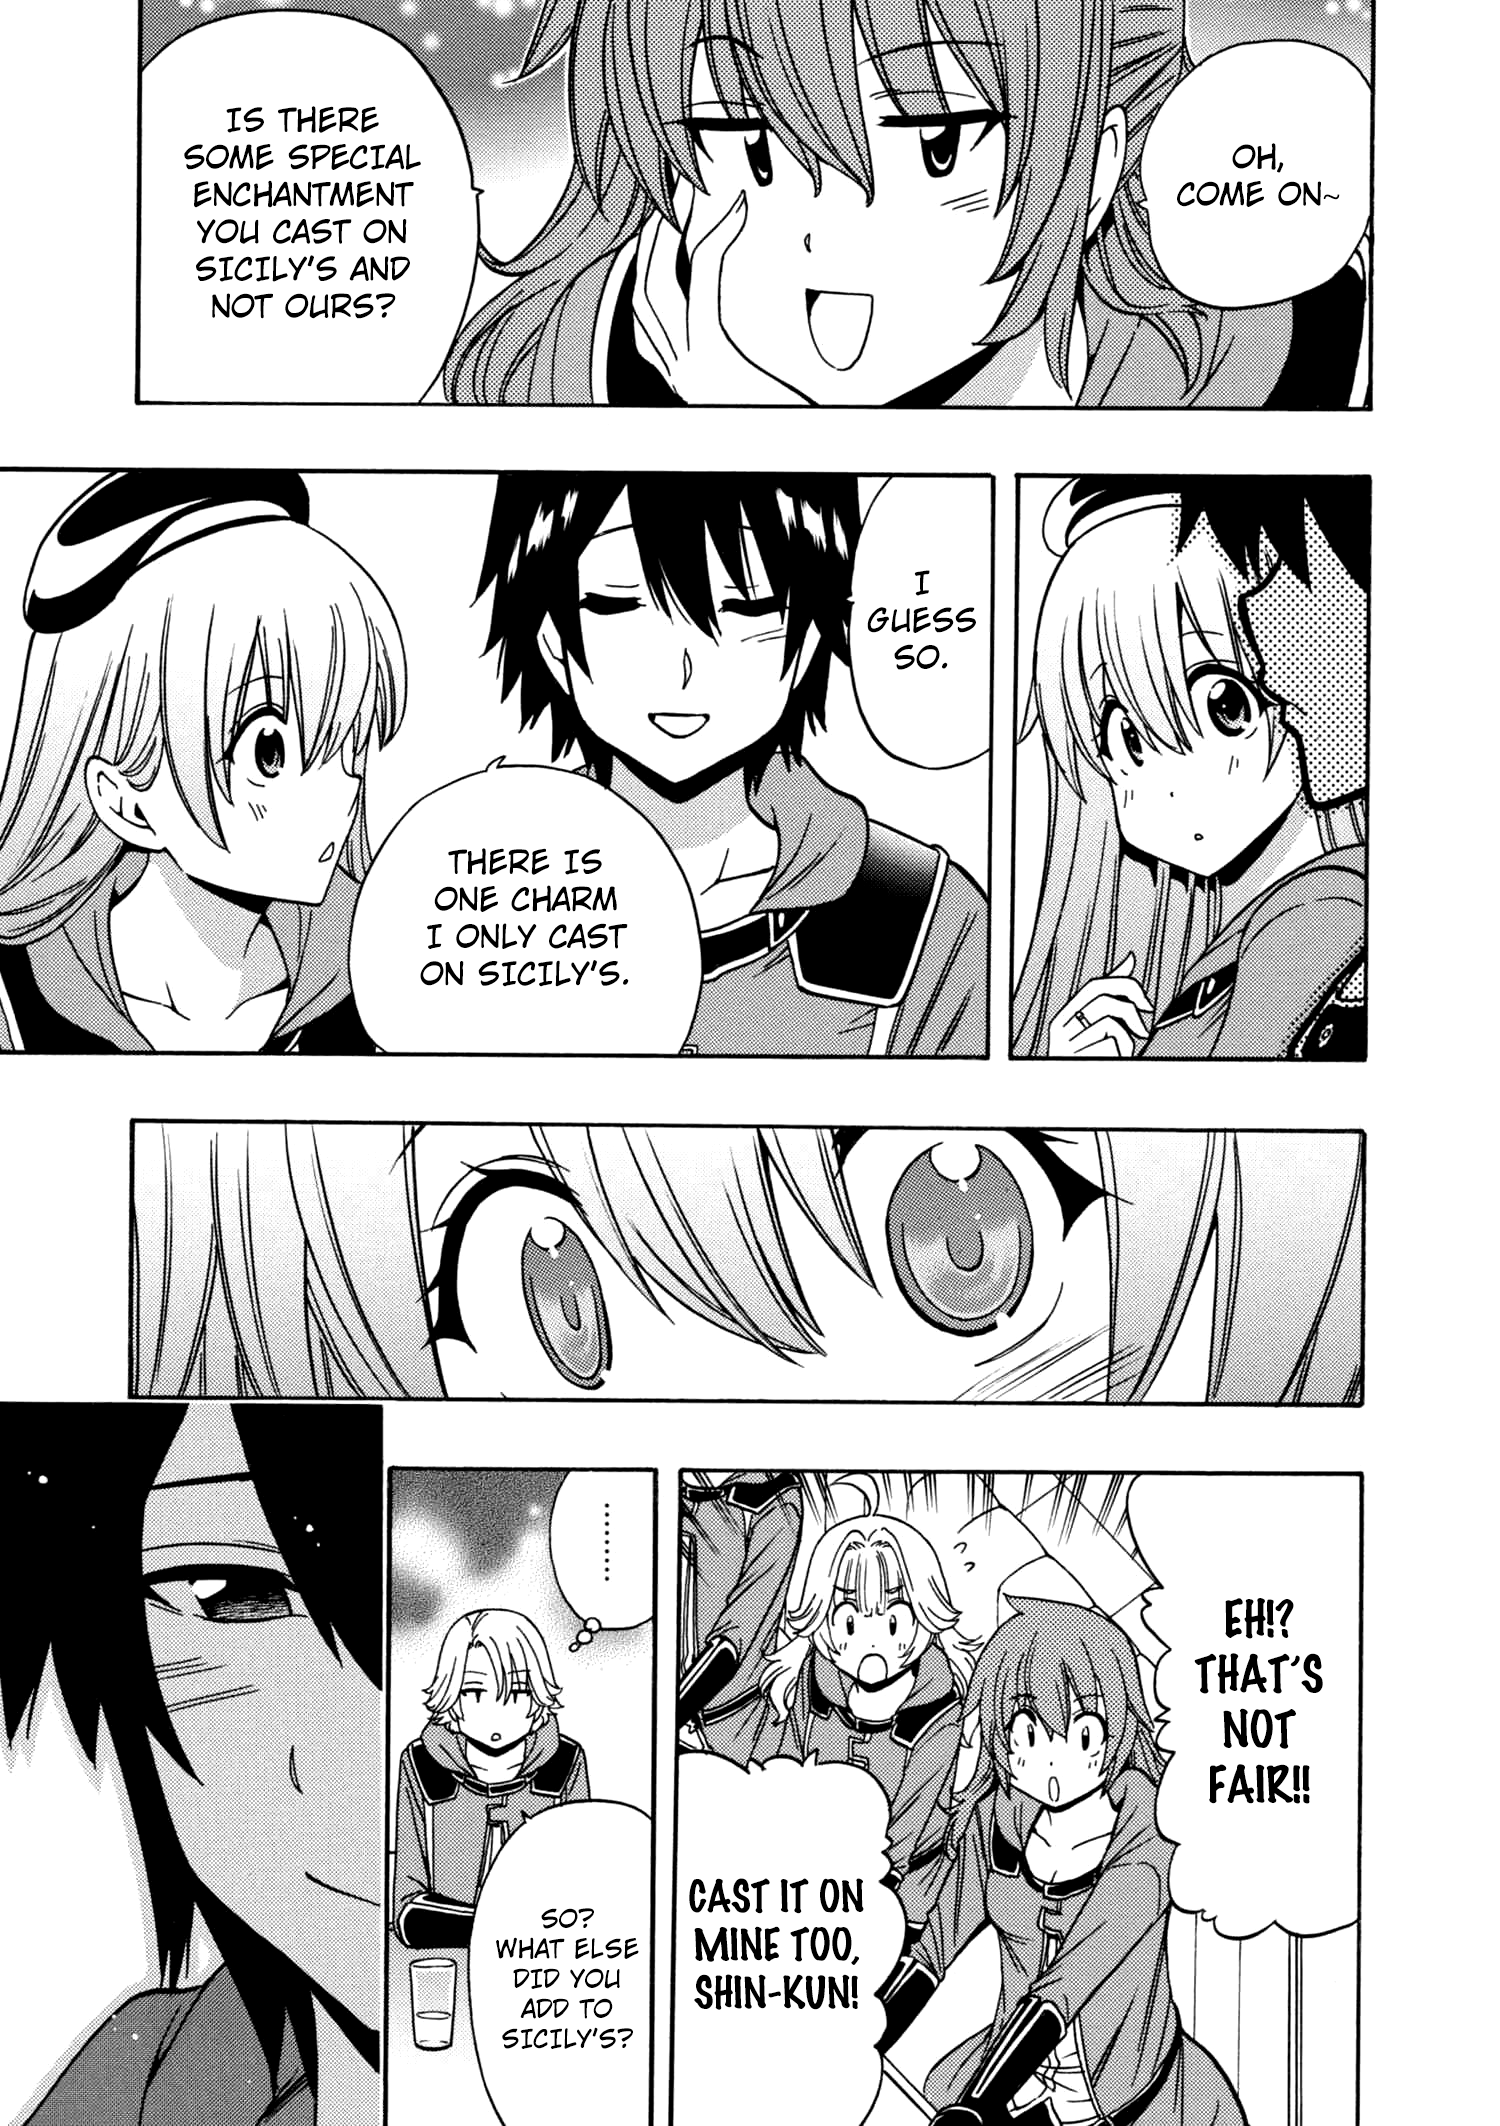 OH,
COME ON~
IS THERE
SOME SPECIAL
ENCHANTMENT
YOU CAST ON
SICILY'S AND
NOT OURS?
I
GUESS
SO.
THERE IS
ONE CHARM
I ONLY CAST
ON SICILY'S.
EH!?
THAT'S
NOT
FAIR!!
CAST IT ON
MINE TOO,
SHIN-KUN!
.........
SO?
WHAT ELSE
DID YOU
ADD TO
SICILY'S?